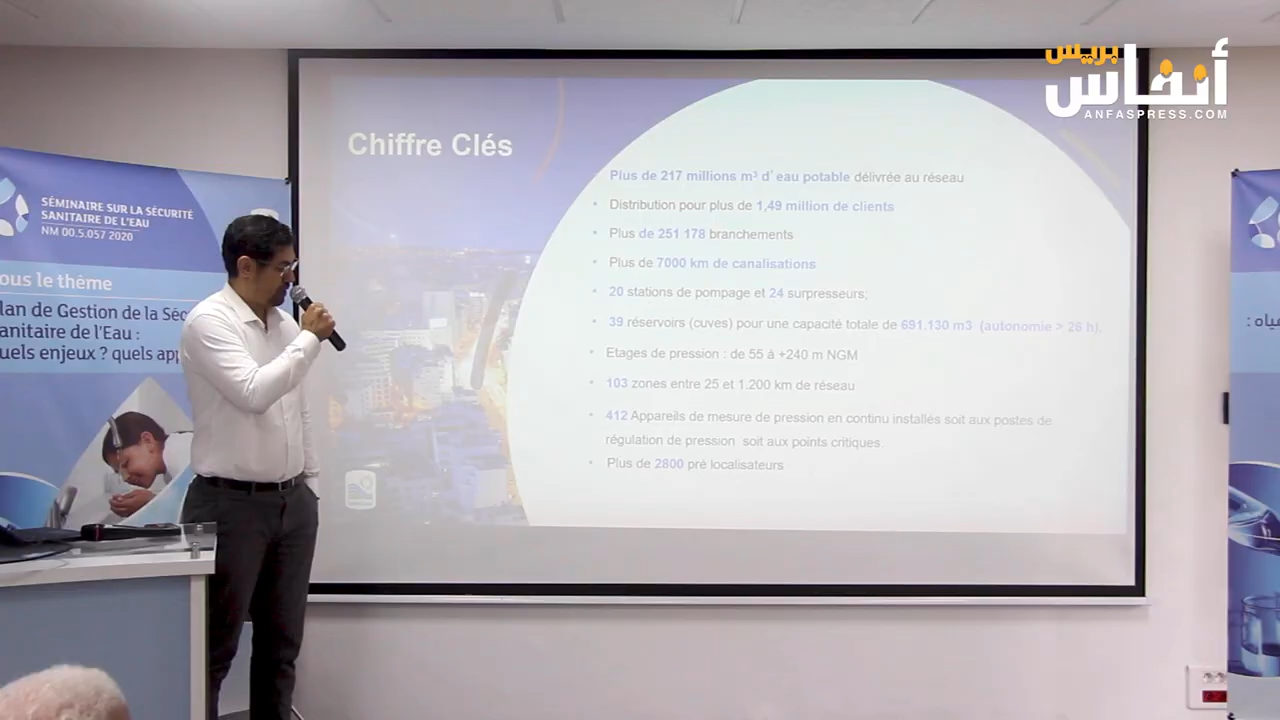 بريس
أنفاس
ANFASPRESS.COM
Chiffre Clés
Plus de 217 millions m³ d'eau potable délivrée au réseau
• Distribution pour plus de 1,49 million de clients
• Plus de 251 178 branchements
• Plus de 7000 km de canalisations
• 20 stations de pompage et 24 surpresseurs;
• 39 réservoirs (cuves) pour une capacité totale de 691.130 m3 (autonomie > 26 h).
• Etages de pression : de 55 à +240 m NGM
• 103 zones entre 25 et 1.200 km de réseau
• 412 Appareils de mesure de pression en continu installés soit aux postes de
régulation de pression soit aux points critiques.
• Plus de 2800 pré localisateurs
SÉMINAIRE SUR LA SÉCURITÉ
SANITAIRE DE L'EAU
NM 00.5.057 2020
ous le thème
lan de Gestion de la Séc
anitaire de l'Eau :
uels enjeux ? quels app
ياه :